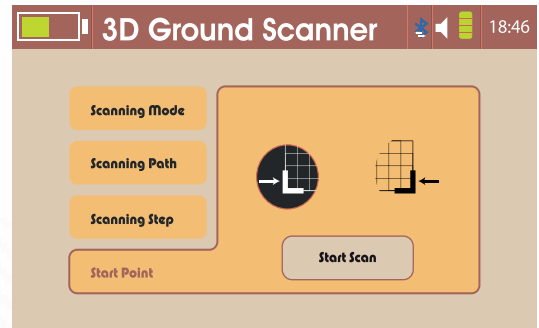 3D Ground Scanner
18:46
Scanning Mode
Scanning Path
Scanning Step
Start Point
Start Scan